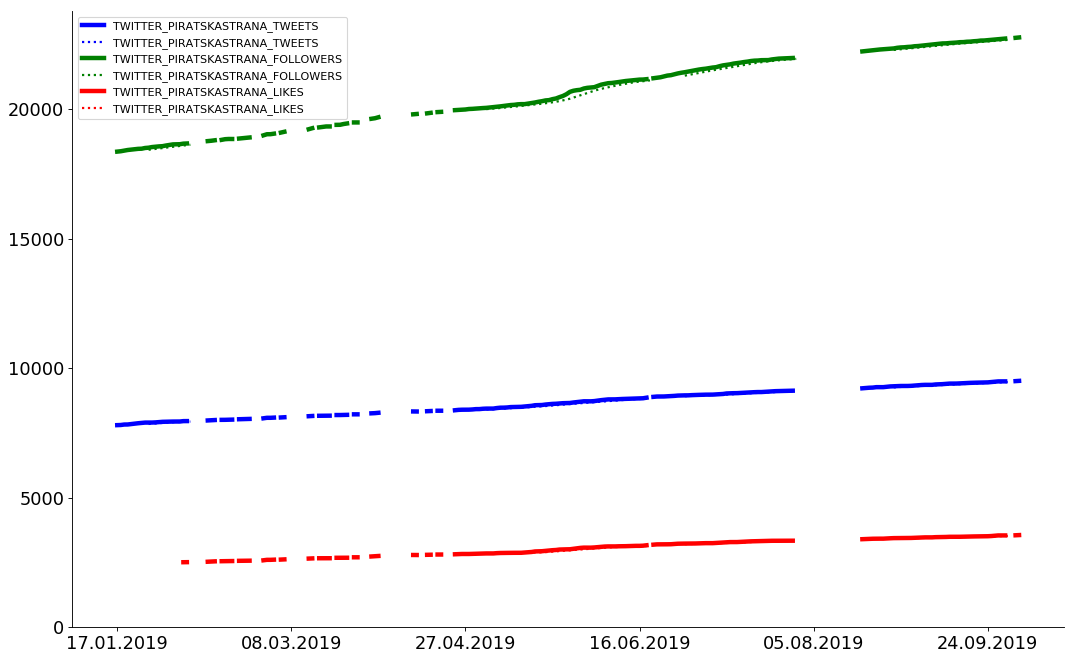 TWITTER_PIRATSKASTRANA_TWEETS
TWITTER_PIRATSKASTRANA_TWEETS
TWITTER_PIRATSKASTRANA_FOLLOWERS
TWITTER_PIRATSKASTRANA_FOLLOWERS
TWITTER_PIRATSKASTRANA_LIKES
TWITTER_PIRATSKASTRANA_LIKES
20000
15000
10000
5000
0
17.01.2019 08.03.2019 27.04.2019 16.06.2019 05.08.2019 24.09.2019